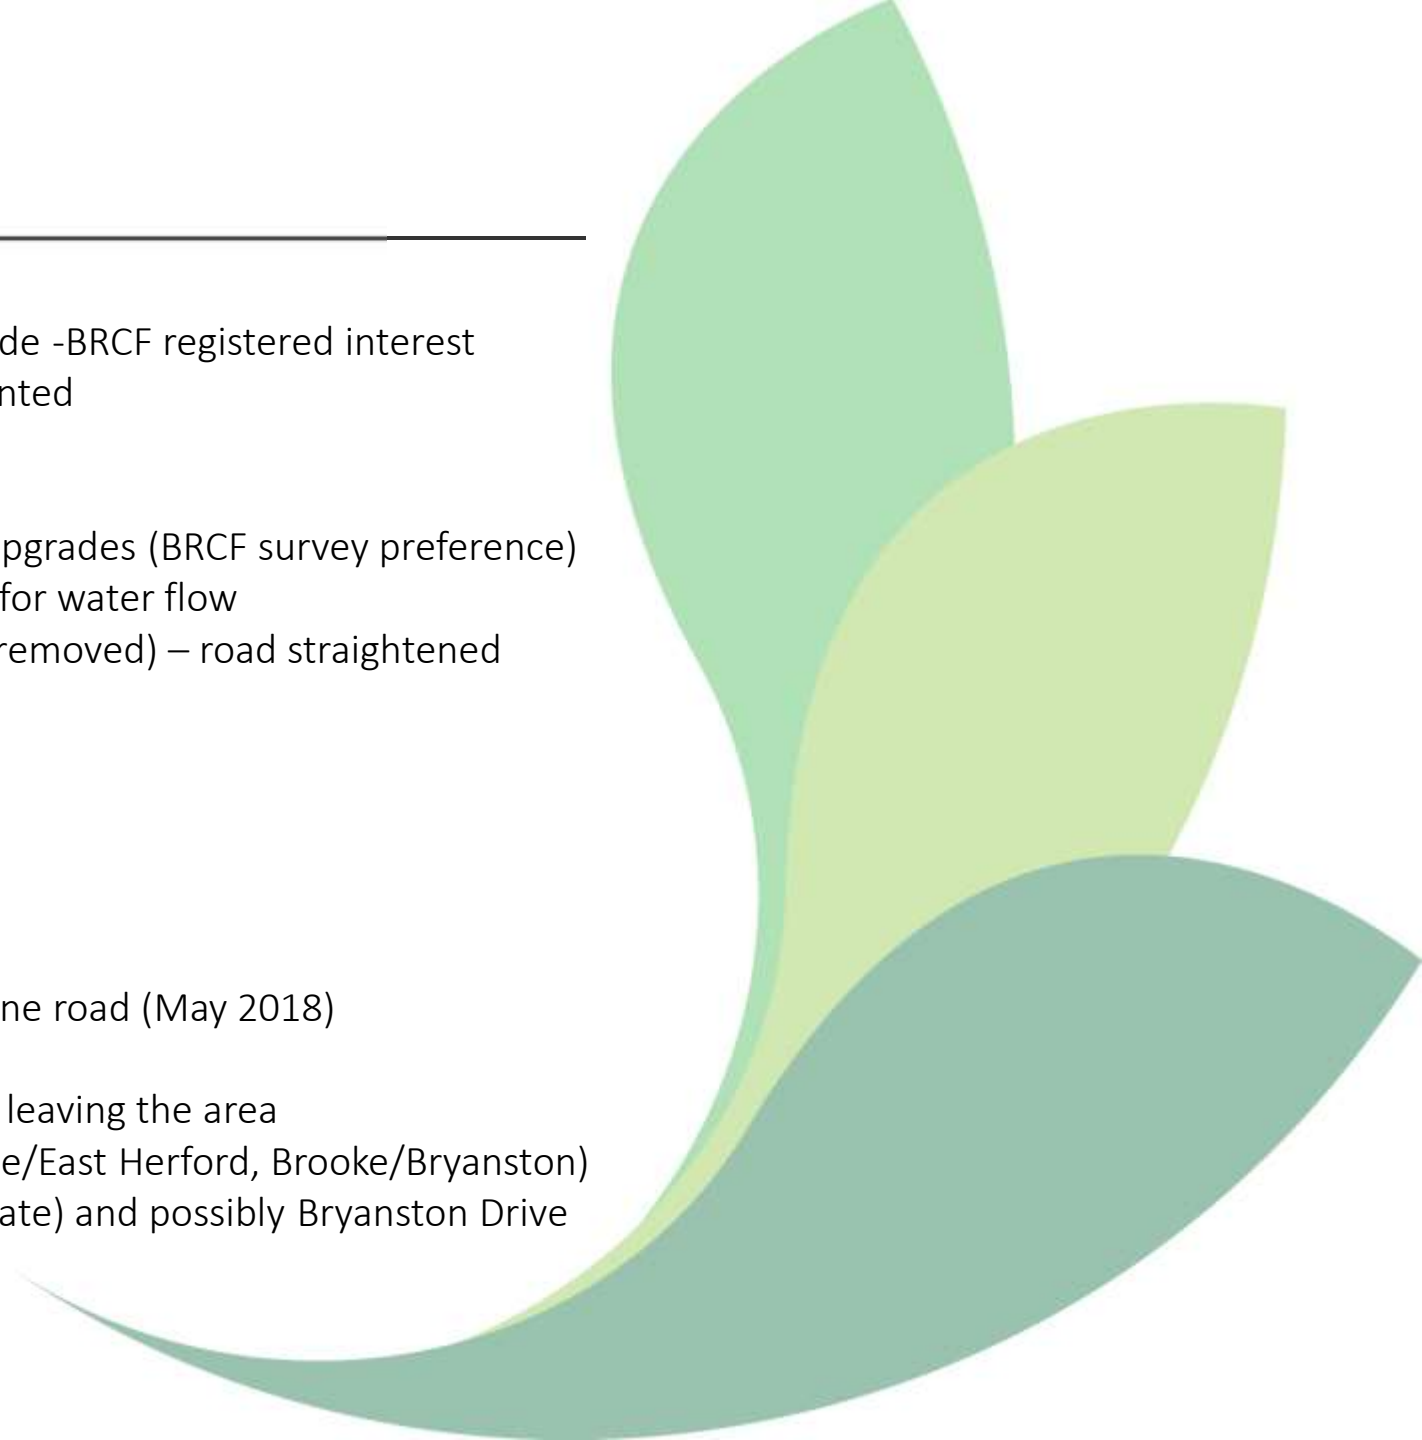 de -BRCF registered interest
nted
pgrades (BRCF survey preference)
for water flow
removed) – road straightened
ne road (May 2018)
leaving the area
e/East Herford, Brooke/Bryanston)
ate) and possibly Bryanston Drive